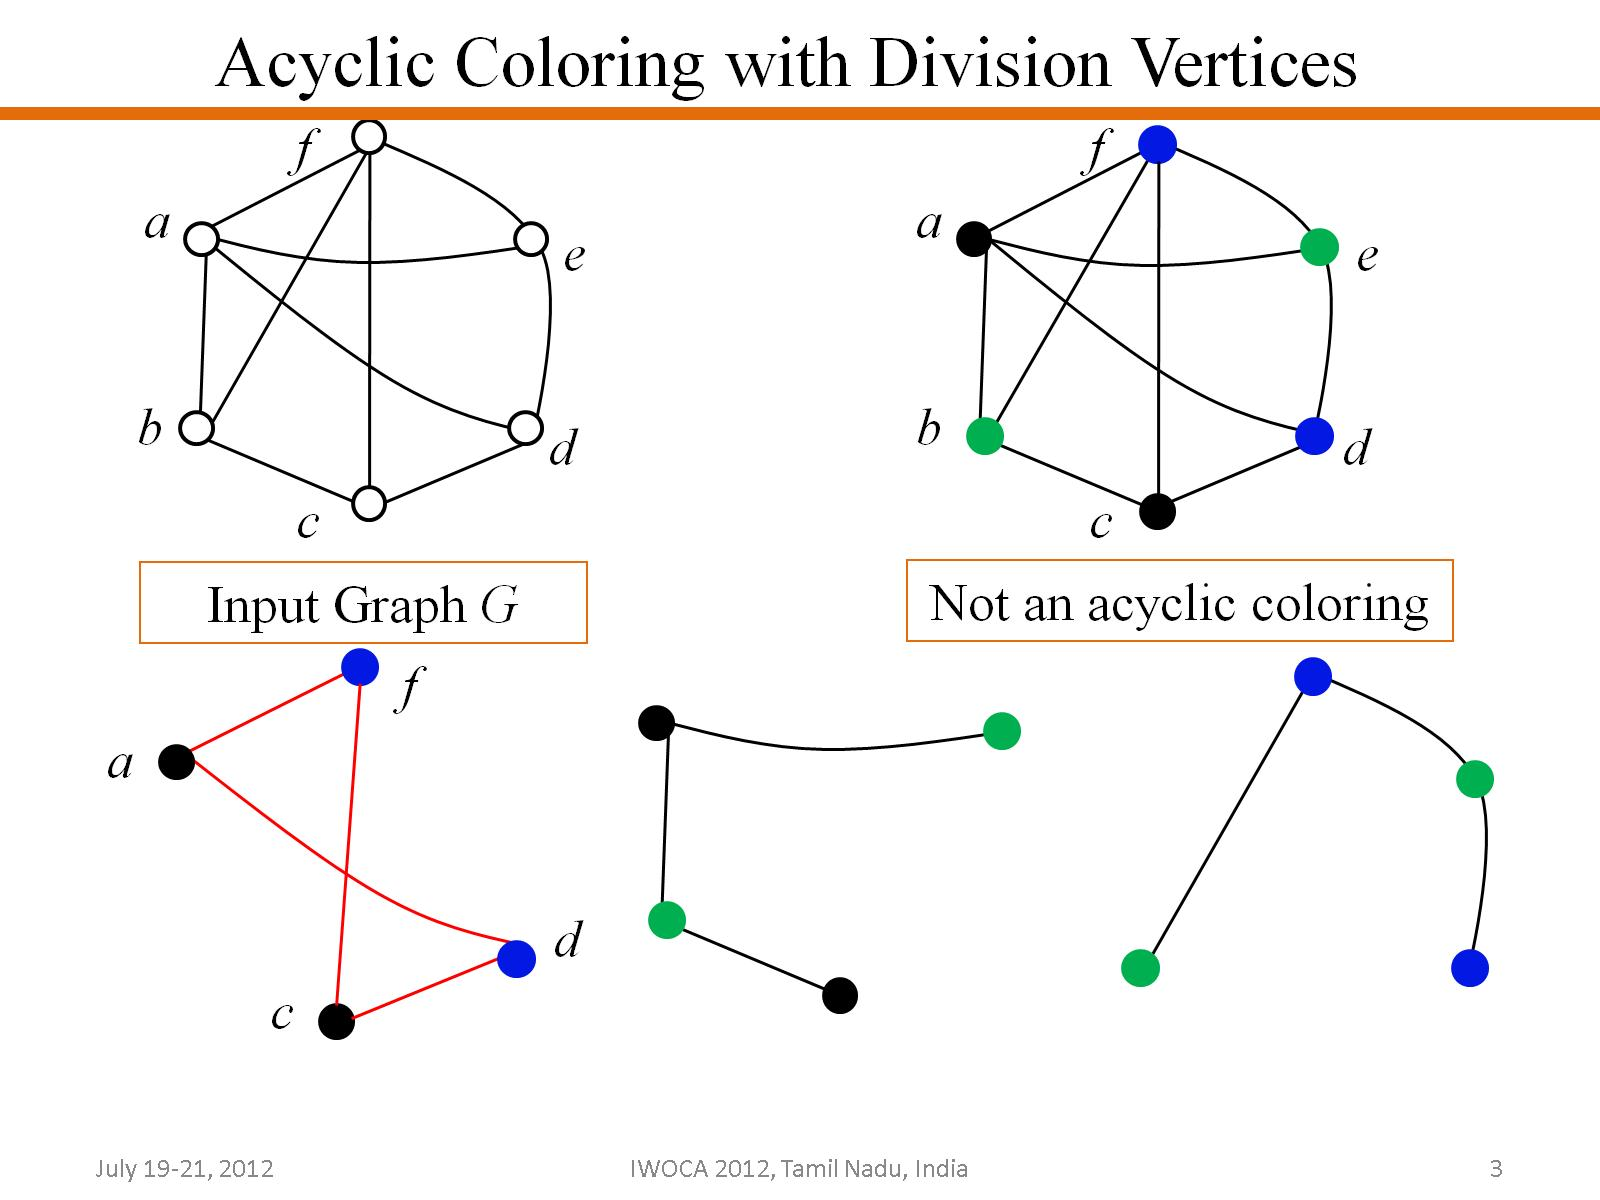 Acyclic Coloring with Division Vertices
f
a
e
b
d
c
f
a
e
b
d
c
Input Graph G
Not an acyclic coloring
f
a
d
c
July 19-21, 2012
IWOCA 2012, Tamil Nadu, India
3